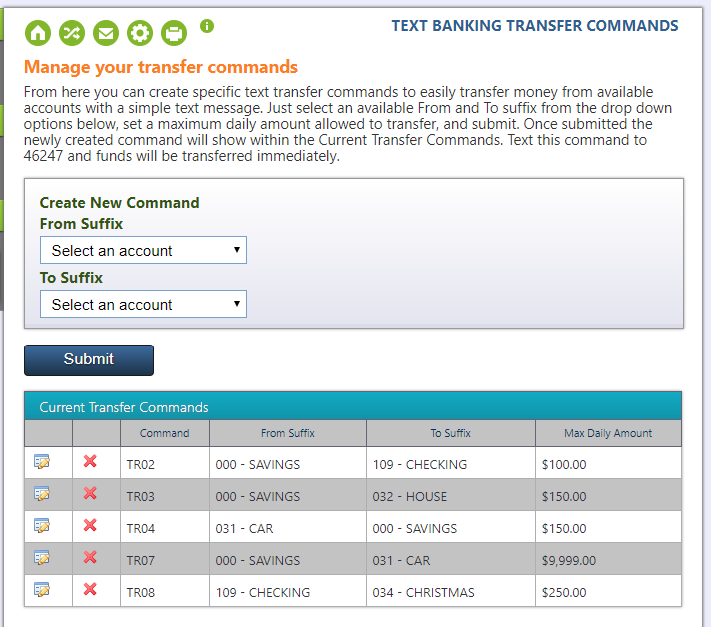 TEXT BANKING TRANSFER COMMANDS
Manage your transfer commands
From here you can create specific text transfer commands to easily transfer money from available
accounts with a simple text message. Just select an available From and To suffix from the drop down
options below, set a maximum daily amount allowed to transfer, and submit. Once submitted the
newly created command will show within the Current Transfer Commands. Text this command to
46247 and funds will be transferred immediately.
Create New Command
From Suffix
Select an account
To Suffix
Select an account
Submit
Current Transfer Commands
Command From Suffix To Suffix Max Daily Amount
TR02 000 - SAVINGS 109 - CHECKING $100.00
TR03 000 - SAVINGS 032 - HOUSE $150.00
TR04 031 - CAR 000 - SAVINGS $150.00
TR07 000 - SAVINGS 031 - CAR $9,999.00
TR08 109 - CHECKING 034 - CHRISTMAS $250.00